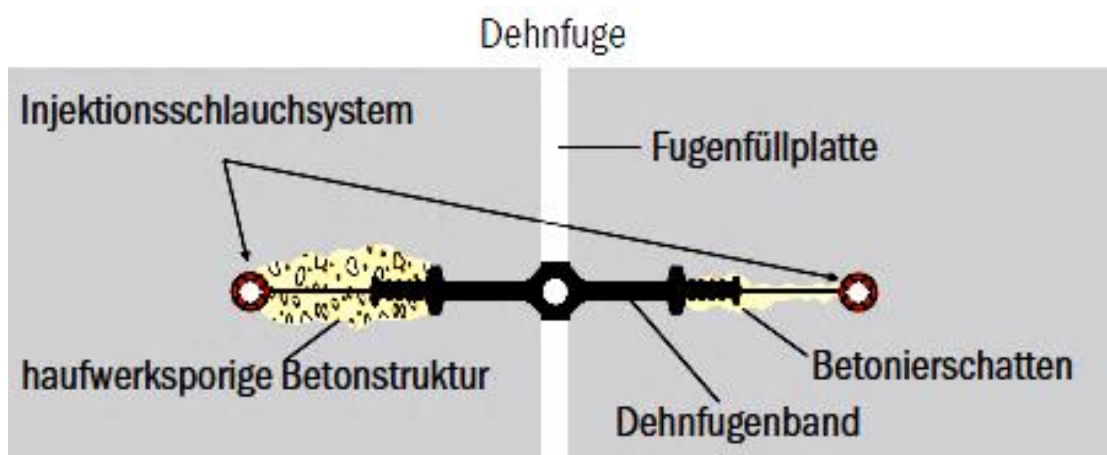 Dehnfuge
Injektionsschlauchsystem
Fugenfüllplatte
haufwerksporige Betonstruktur
Betonierschatten
Dehnfugenband